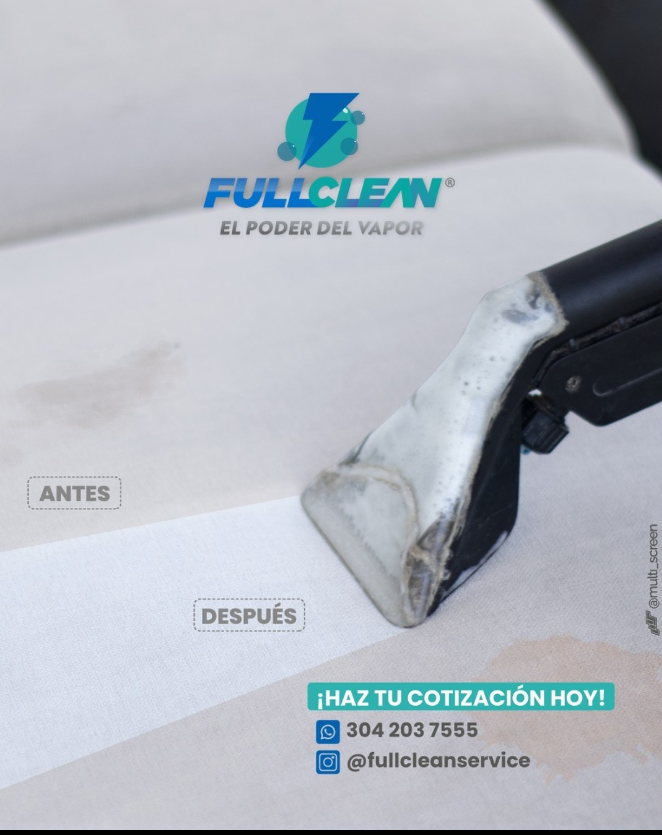 FULLCLEAN®
EL PODER DEL VAPOR
ANTES
DESPUÉS
@multi_screen
¡HAZ TU COTIZACIÓN HOY!
304 203 7555
@fullcleanservice